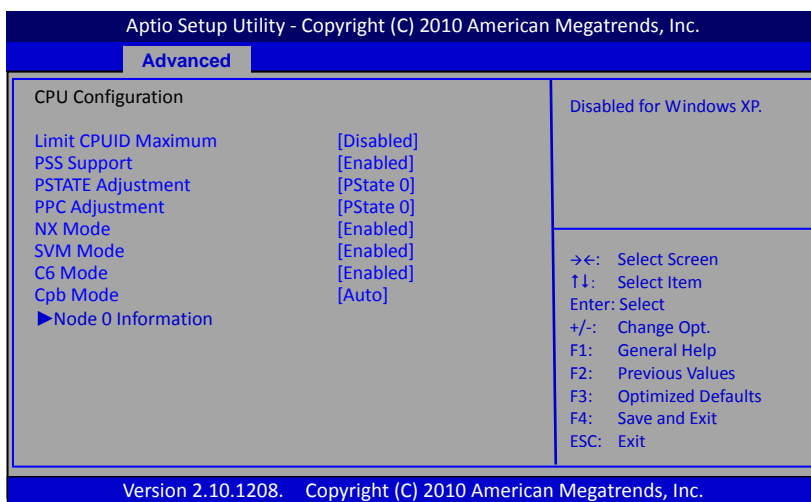 Aptio Setup Utility - Copyright (C) 2010 American Megatrends, Inc.
Advanced
CPU Configuration
Limit CPUID Maximum [Disabled]
PSS Support [Enabled]
PSTATE Adjustment [PState 0]
PPC Adjustment [PState 0]
NX Mode [Enabled]
SVM Mode [Enabled]
C6 Mode [Enabled]
Cpb Mode [Auto]
►Node 0 Information
Disabled for Windows XP.
→←: Select Screen
↑↓: Select Item
Enter: Select
+/-: Change Opt.
F1: General Help
F2: Previous Values
F3: Optimized Defaults
F4: Save and Exit
ESC: Exit
Version 2.10.1208. Copyright (C) 2010 American Megatrends, Inc.